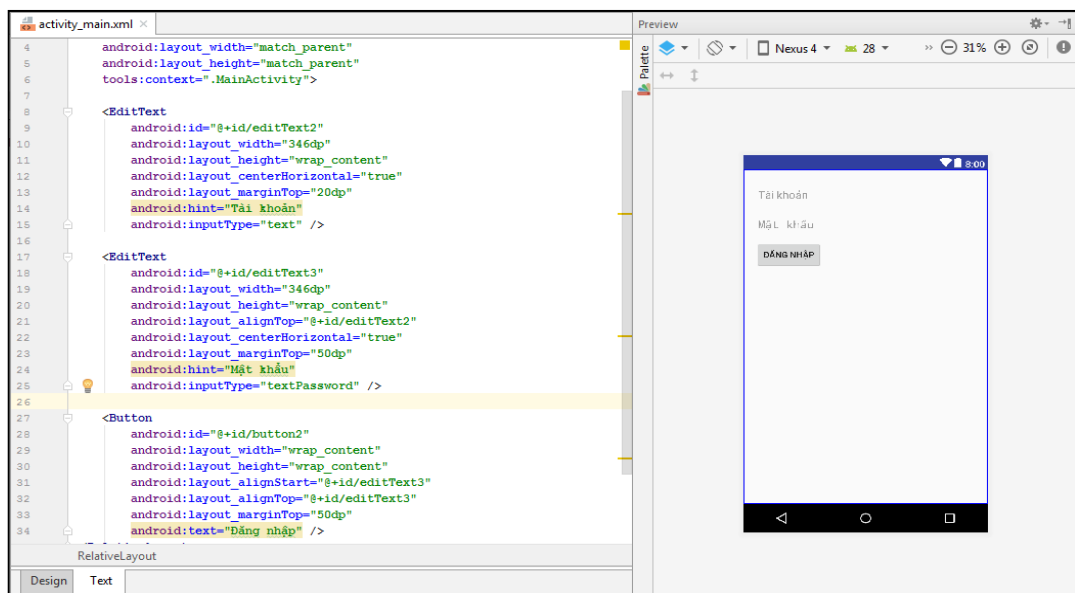 activity_main.xml
Preview
4 android:layout_width="match_parent"
5 android:layout_height="match_parent"
6 tools:context=".MainActivity">
7
8 <EditText
9 android:id="@+id/editText2"
10 android:layout_width="346dp"
11 android:layout_height="wrap_content"
12 android:layout_centerHorizontal="true"
13 android:layout_marginTop="20dp"
14 android:hint="Tài khoản"
15 android:inputType="text" />
16
17 <EditText
18 android:id="@+id/editText3"
19 android:layout_width="346dp"
20 android:layout_height="wrap_content"
21 android:layout_alignTop="@+id/editText2"
22 android:layout_centerHorizontal="true"
23 android:layout_marginTop="50dp"
24 android:hint="Mật khẩu"
25 android:inputType="textPassword" />
26
27 <Button
28 android:id="@+id/button2"
29 android:layout_width="wrap_content"
30 android:layout_height="wrap_content"
31 android:layout_alignStart="@+id/editText3"
32 android:layout_alignTop="@+id/editText3"
33 android:layout_marginTop="50dp"
34 android:text="Đăng nhập" />
RelativeLayout
Design Text
Palette
Nexus 4 28 31%
8:00
Tài khoản
Mật khẩu
ĐĂNG NHẬP